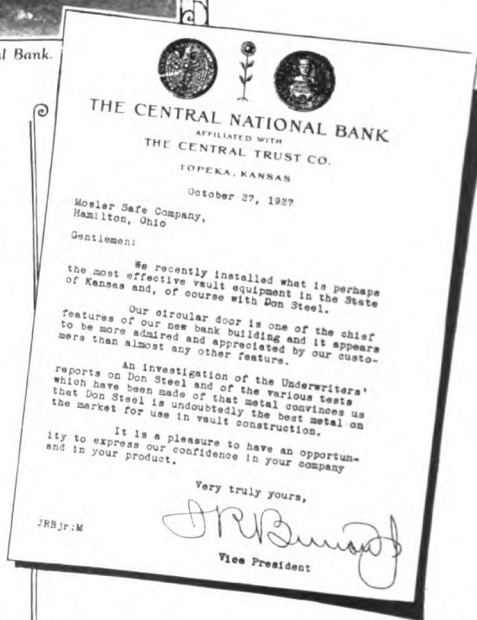 al Bank.
THE CENTRAL NATIONAL BANK
AFFILIATED WITH
THE CENTRAL TRUST CO.
TOPEKA, KANSAS
October 27, 1927
Mosler Safe Company,
Hamilton, Ohio
Gentlemen:
We recently installed what is perhaps
the most effective vault equipment in the State
of Kansas and, of course with Don Steel.
Our circular door is one of the chief
features of our new bank building and it appears
to be more admired and appreciated by our custo-
mers than almost any other feature.
An investigation of the Underwriters'
reports on Don Steel and of the various tests
which have been made of that metal convinces us
that Don Steel is undoubtedly the best metal on
the market for use in vault construction.
It is a pleasure to have an opportun-
ity to express our confidence in your company
and in your product.
Very truly yours,
JRBjr:M
Vice President